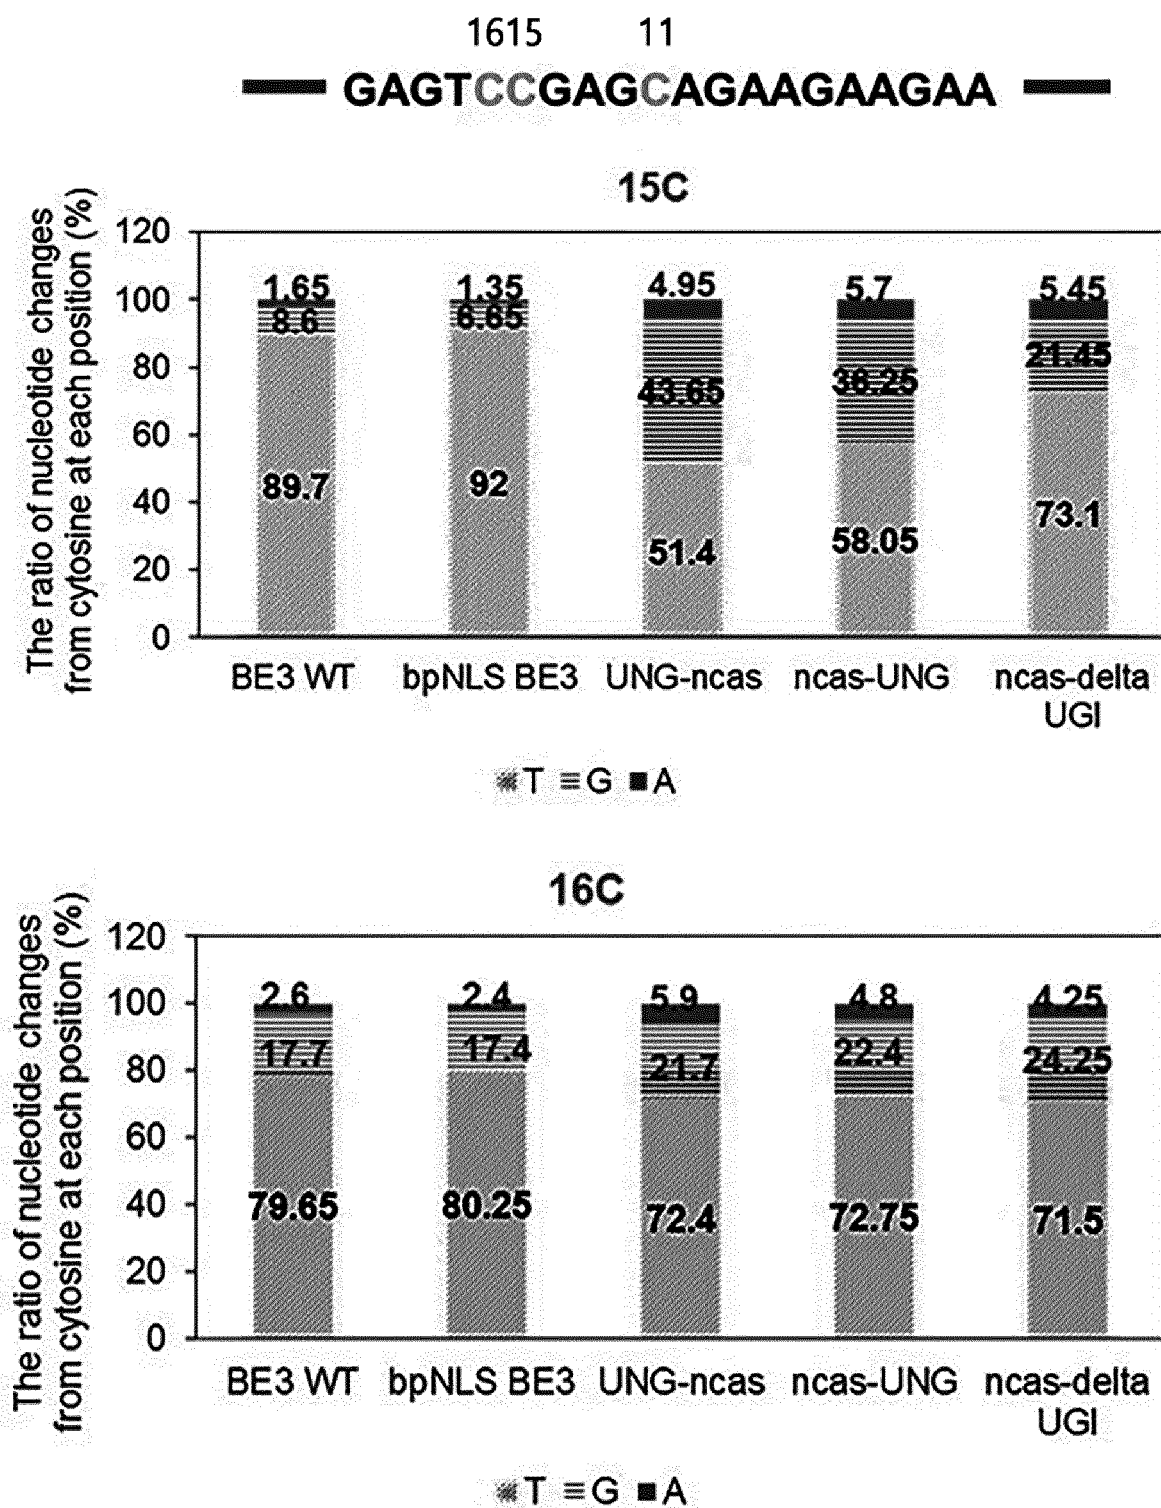 1615 11
GAGTCCGAGCAGAAGAAGAA
15C
The ratio of nucleotide changes
from cytosine at each position (%)
120
100
80
60
40
20
0
1.65 1.35 4.95 5.7 5.45
8.6 6.65 43.65 36.25 21.45
89.7 92 51.4 58.05 73.1
BE3 WT bpNLS BE3 UNG-ncas ncas-UNG ncas-delta
UGI
T G A
16C
The ratio of nucleotide changes
from cytosine at each position (%)
120
100
80
60
40
20
0
2.6 2.4 5.9 4.8 4.25
17.7 17.4 21.7 22.4 24.25
79.65 80.25 72.4 72.75 71.5
BE3 WT bpNLS BE3 UNG-ncas ncas-UNG ncas-delta
UGI
T G A